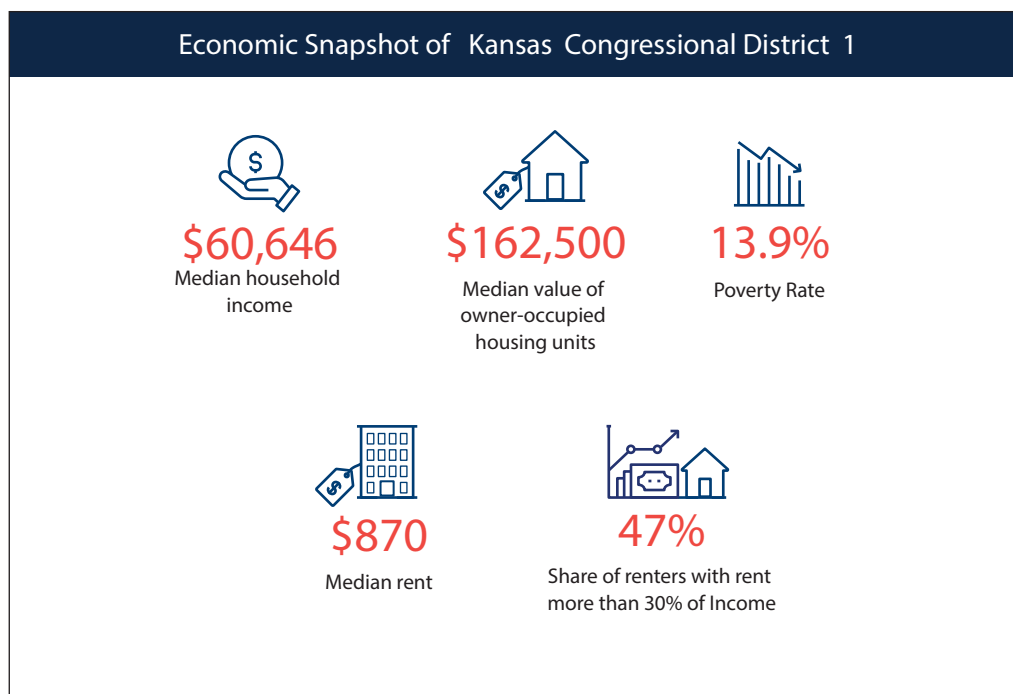 Economic Snapshot of Kansas Congressional District 1
$60,646
Median household
income
$162,500
Median value of
owner-occupied
housing units
13.9%
Poverty Rate
$870
Median rent
47%
Share of renters with rent
more than 30% of Income